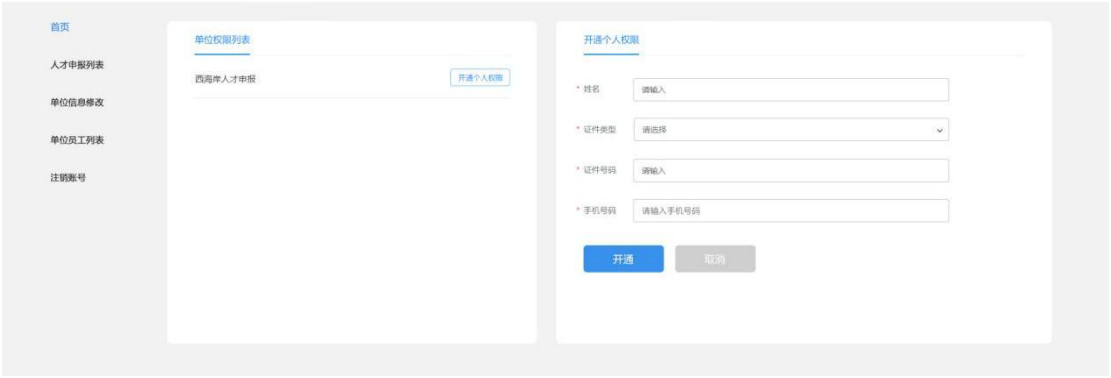 首页
人才申报列表
单位信息修改
单位员工列表
注销账号
单位权限列表
西海岸人才申报
开通个人权限
开通个人权限
* 姓名
请输入
* 证件类型
请选择
* 证件号码
请输入
* 手机号码
请输入手机号码
开通
取消